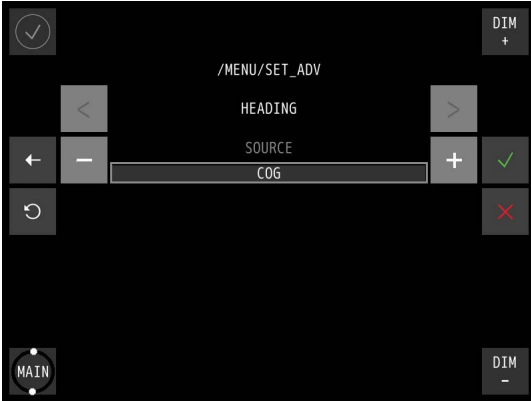 DIM
+
/MENU/SET_ADV
< HEADING >
SOURCE
− COG +
MAIN
DIM
−